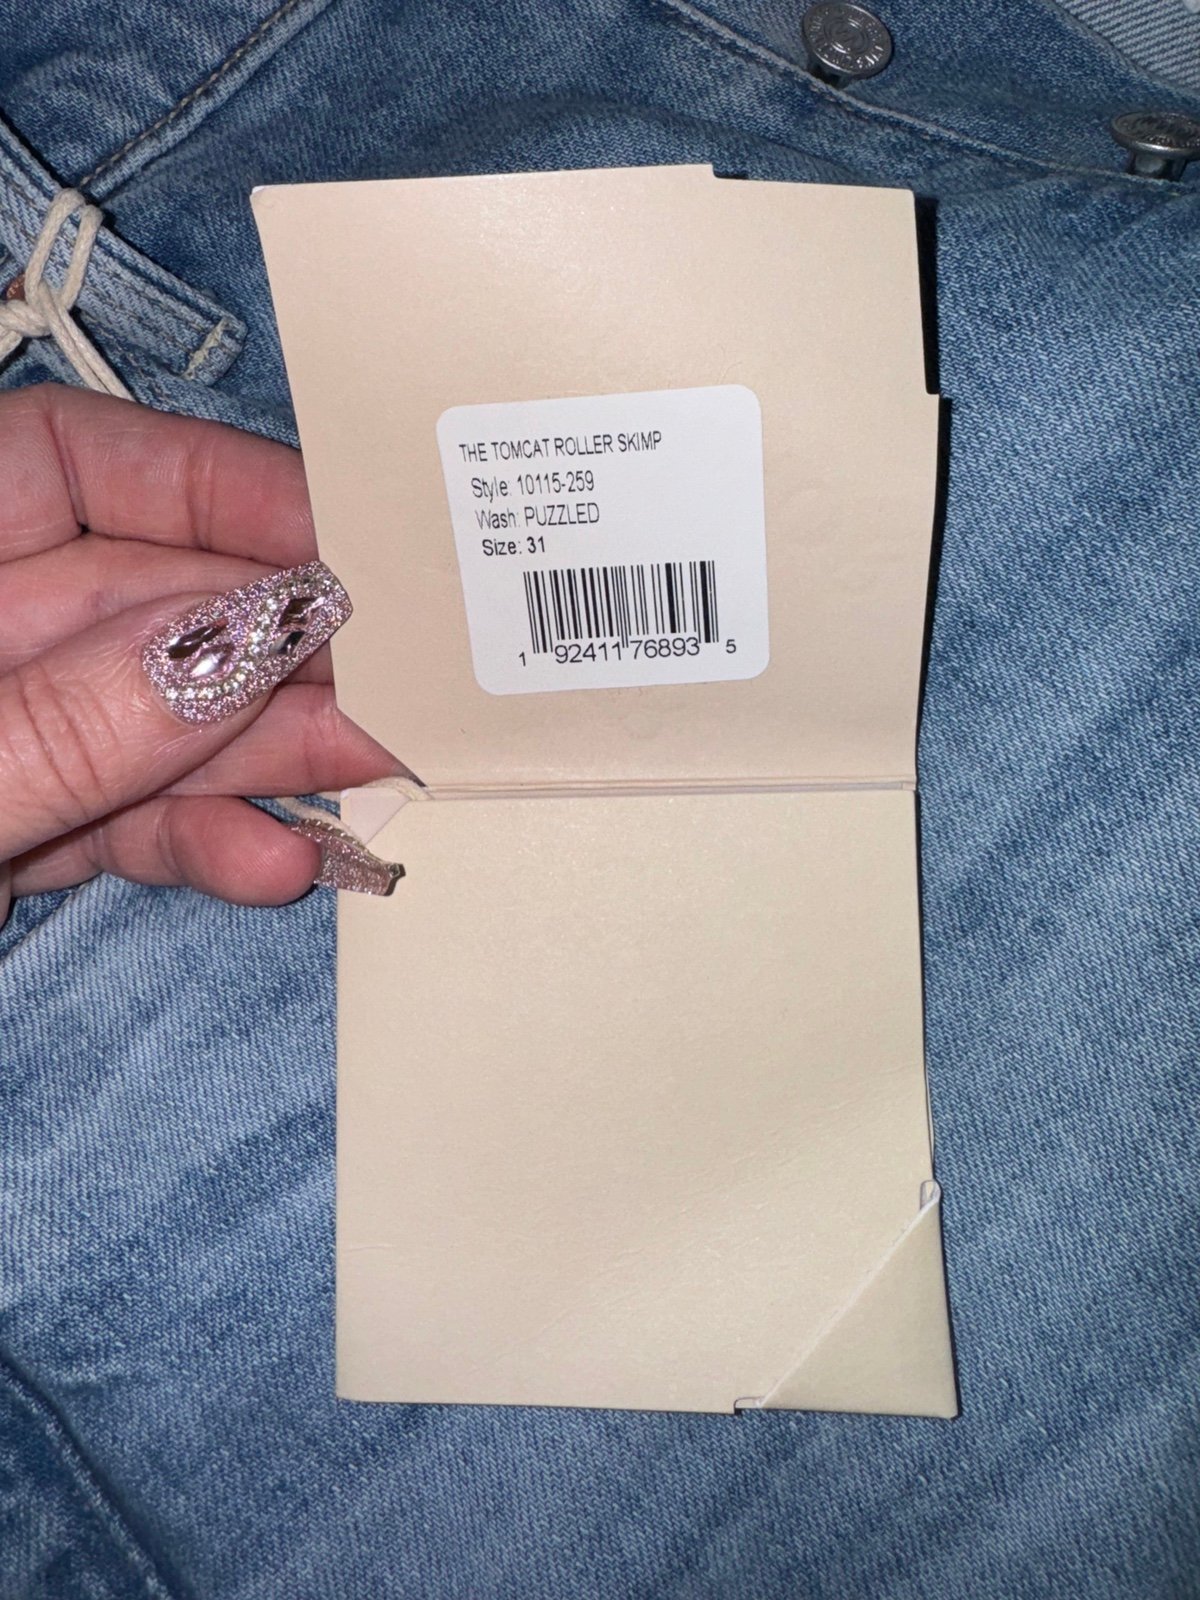 THE TOMCAT ROLLER SKIMP
Style: 10115-259
Wash: PUZZLED
Size: 31
1 92411 76893 5